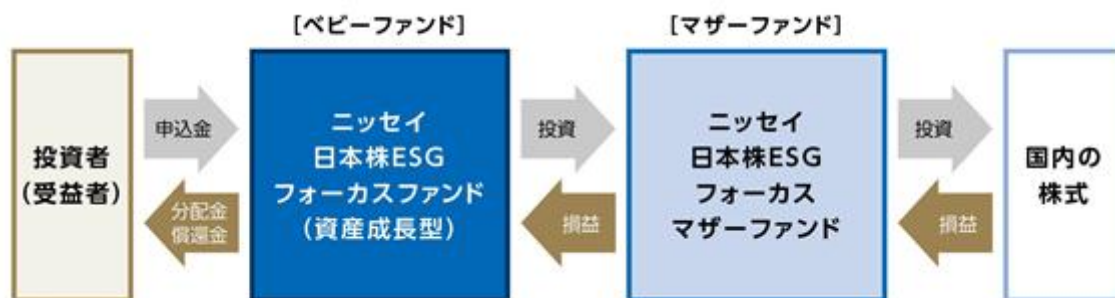 [ベビーファンド]
[マザーファンド]
投資者
(受益者)
申込金
分配金
償還金
ニッセイ
日本株ESG
フォーカスファンド
(資産成長型)
投資
損益
ニッセイ
日本株ESG
フォーカス
マザーファンド
投資
損益
国内の
株式